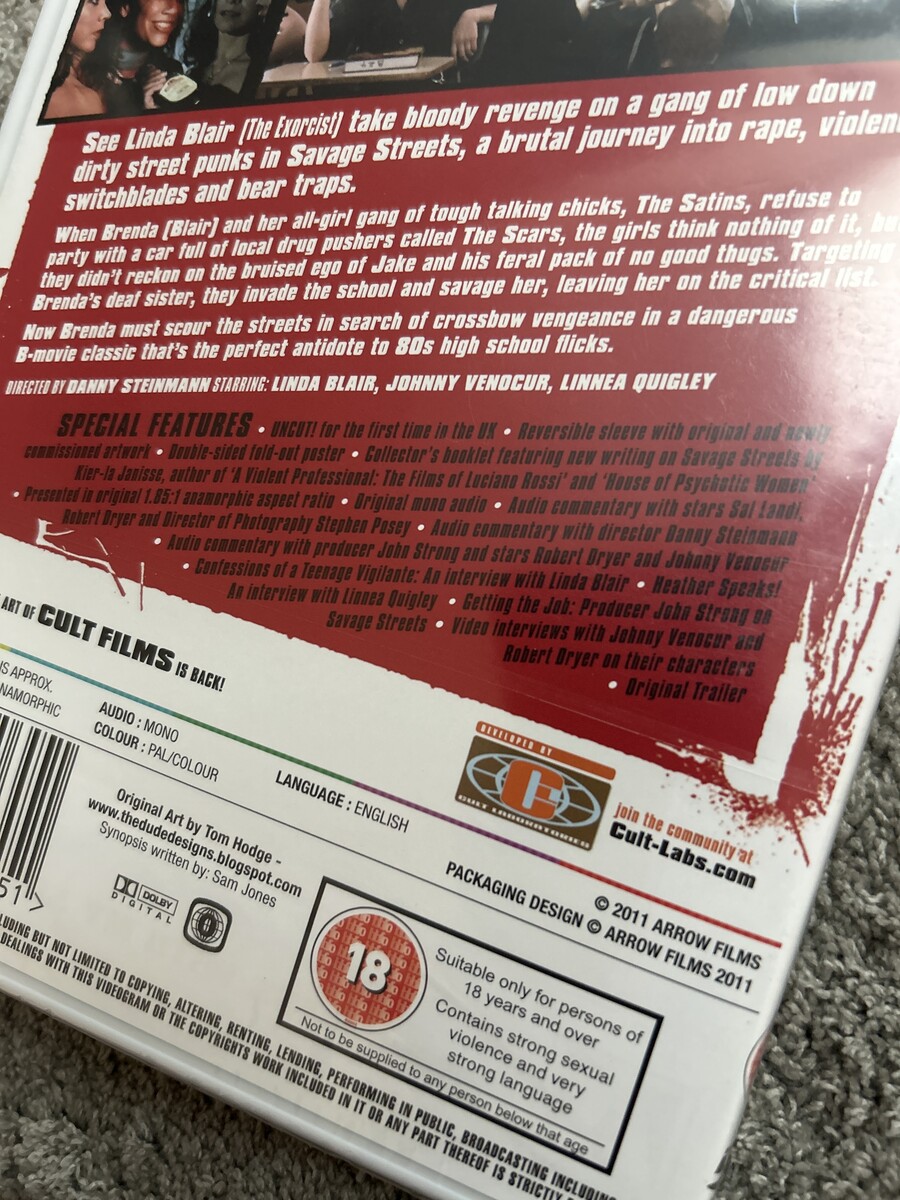 See Linda Blair (The Exorcist) take bloody revenge on a gang of low down
dirty street punks in Savage Streets, a brutal journey into rape,
switchblades and bear traps.
When Brenda (Blair) and her all-girl gang of tough talking chicks, The Satins, refuse to
party with a car full of local drug pushers called The Scars, the girls think nothing of it,
they didn't reckon on the bruised ego of Jake and his feral pack of no good thugs. Targeting
Brenda's deaf sister, they invade the school and savage her, leaving her on the critical list.
Now Brenda must scour the streets in search of crossbow vengeance in a dangerous
B-movie classic that's the perfect antidote to 80s high school flicks.
DIRECTED BY DANNY STEINMANN STARRING: LINDA BLAIR, JOHNNY VENOCUR, LINNEA QUIGLEY
SPECIAL FEATURES • UNCUT! for the first time in the UK • Reversible sleeve with original and newly
commissioned artwork • Double-sided fold-out poster • Collector's booklet featuring new writing on Savage Streets by
Kier-la Janisse, author of 'A Violent Professional: The Films of Luciano Rossi' and 'House of Psychotic Women'
• Presented in original 1.85:1 anamorphic aspect ratio • Original mono audio • Audio commentary with stars Sal Landi,
Robert Dryer and Director of Photography Stephen Posey • Audio commentary with director Danny Steinmann
• Audio commentary with producer John Strong and stars Robert Dryer and Johnny Venocur
• Confessions of a Teenage Vigilante: An interview with Linda Blair • Heather Speaks!
An interview with Linnea Quigley • Getting the Job: Producer John Strong on
Savage Streets • Video interviews with Johnny Venocur and
Robert Dryer on their characters
• Original Trailer
ART OF CULT FILMS IS BACK!
APPROX.
AUDIO : MONO
COLOUR : PAL/COLOUR
LANGUAGE : ENGLISH
DEVELOPED BY
CULT LABORATORIES
join the community at
Cult-Labs.com
Original Art by Tom Hodge -
www.thedudedesigns.blogspot.com
Synopsis written by: Sam Jones
51 >
DOLBY
DIGITAL
PACKAGING DESIGN © ARROW FILMS 2011
© 2011 ARROW FILMS
18
Suitable only for persons of
18 years and over
Contains strong sexual
violence and very
strong language
Not to be supplied to any person below that age
BUT NOT LIMITED TO COPYING, ALTERING, RENTING, LENDING, PERFORMING IN PUBLIC, BROADCASTING INCLUDING
DEALINGS WITH THIS VIDEOGRAM OR THE COPYRIGHTS WORK INCLUDED IN IT OR ANY PART THEREOF IS STRICTLY